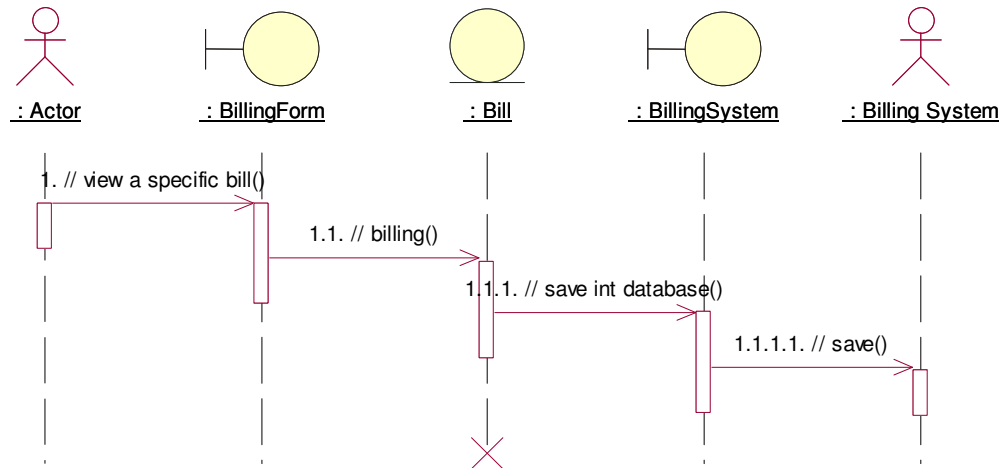 : Actor
: BillingForm
: Bill
: BillingSystem
: Billing System
1. // view a specific bill()
1.1. // billing()
1.1.1. // save int database()
1.1.1.1. // save()